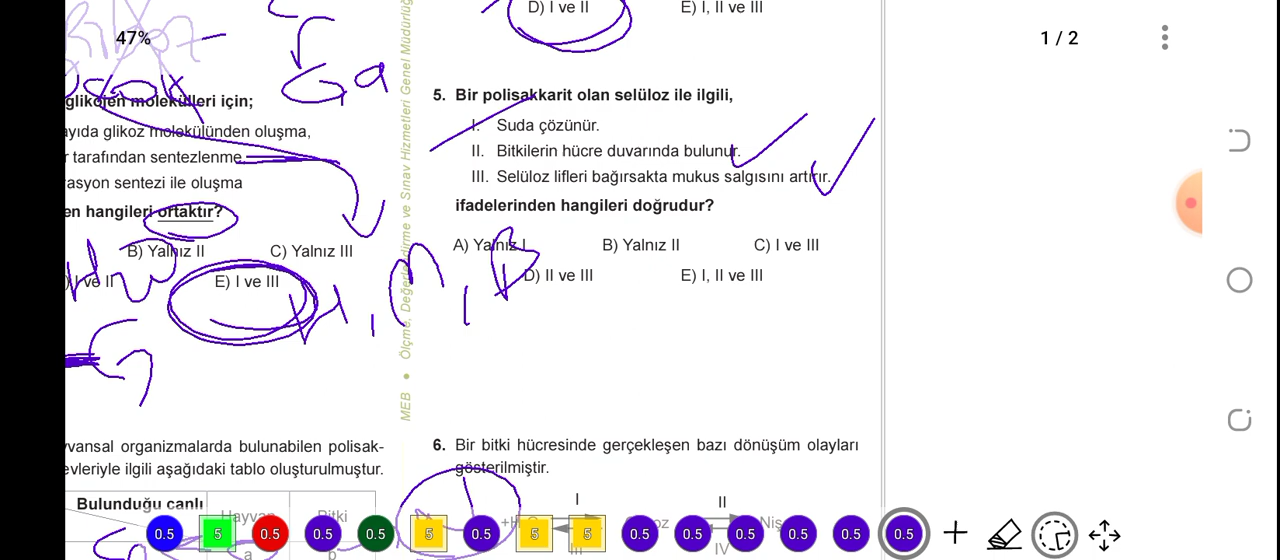 47%
1 / 2
glikojen molekülleri için;
ayıda glikoz molekülünden oluşma,
r tarafından sentezlenme
rasyon sentezi ile oluşma
en hangileri ortaktır?
B) Yalnız II
C) Yalnız III
I ve II
E) I ve III
yvansal organizmalarda bulunabilen polisak-
evleriyle ilgili aşağıdaki tablo oluşturulmuştur.
Bulunduğu canlı
Hayvan
Bitki
a
b
MEB ● Ölçme, Değerlendirme ve Sınav Hizmetleri Genel Müdürlüğ
D) I ve II
E) I, II ve III
5. Bir polisakkarit olan selüloz ile ilgili,
I. Suda çözünür.
II. Bitkilerin hücre duvarında bulunur.
III. Selüloz lifleri bağırsakta mukus salgısını artırır.
ifadelerinden hangileri doğrudur?
A) Yalnız I
B) Yalnız II
C) I ve III
D) II ve III
E) I, II ve III
H, M, B
6. Bir bitki hücresinde gerçekleşen bazı dönüşüm olayları
gösterilmiştir.
I
II
III
IV
0.5
5
0.5
0.5
0.5
5
0.5
5
5
0.5
0.5
0.5
0.5
0.5
0.5